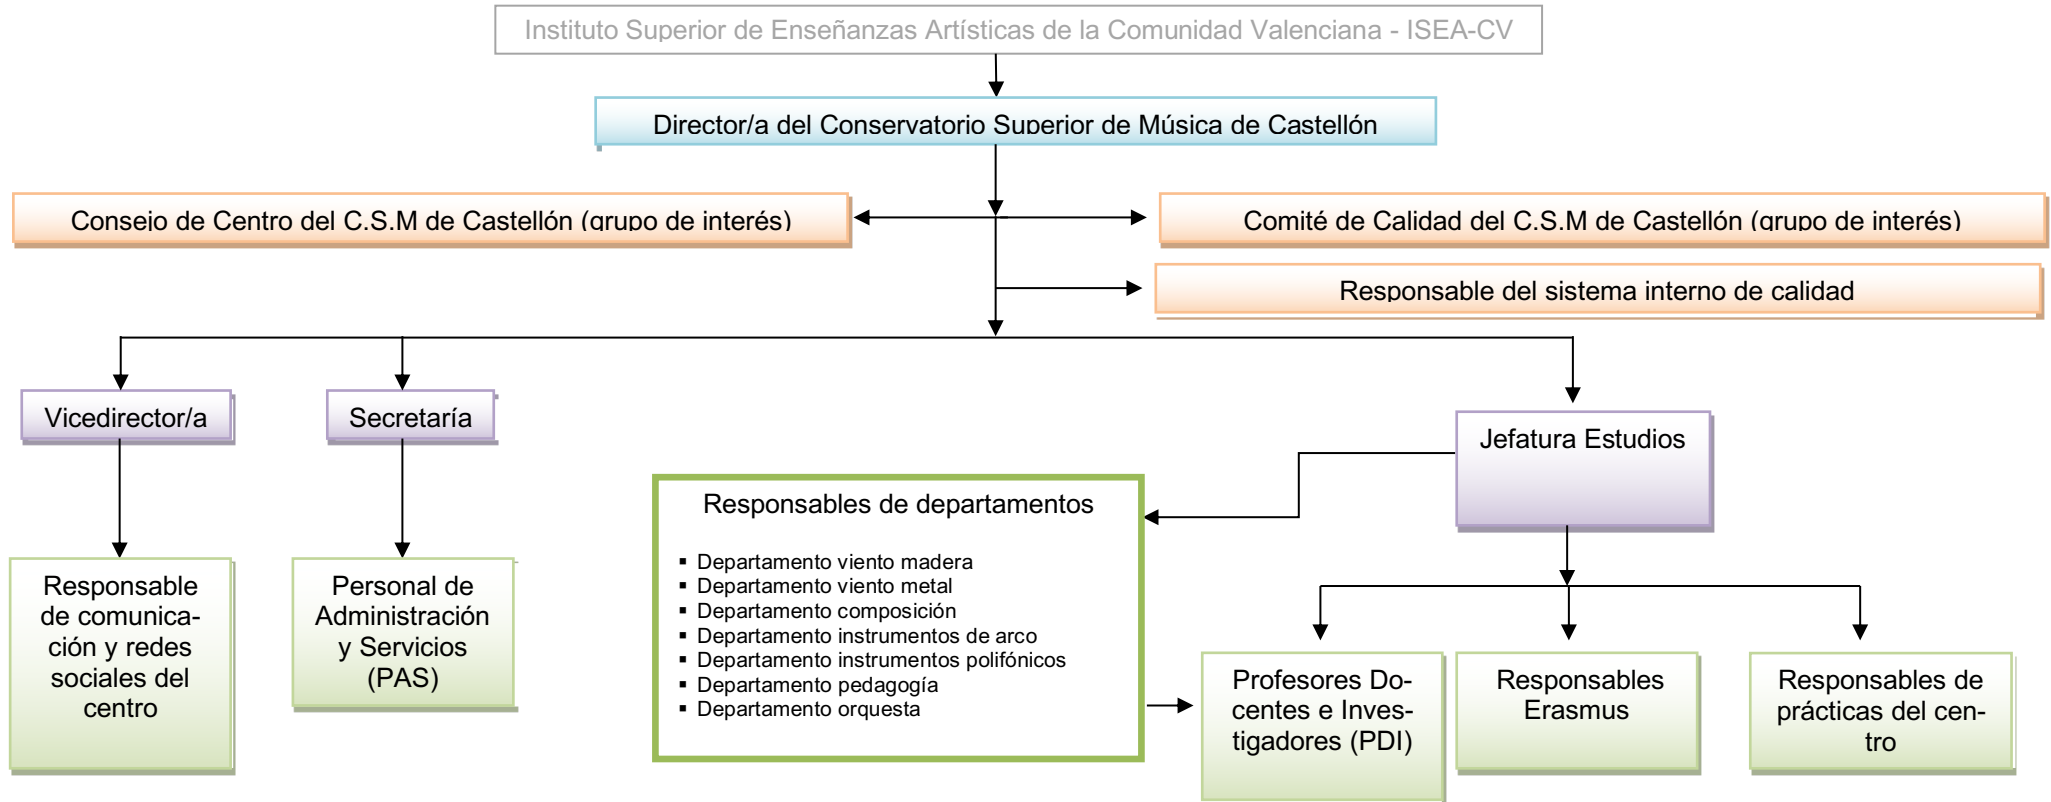 Instituto Superior de Enseñanzas Artísticas de la Comunidad Valenciana - ISEA-CV
Director/a del Conservatorio Superior de Música de Castellón
Consejo de Centro del C.S.M de Castellón (grupo de interés)
Comité de Calidad del C.S.M de Castellón (grupo de interés)
Responsable del sistema interno de calidad
Vicedirector/a
Secretaría
Jefatura Estudios
Responsables de departamentos
▪ Departamento viento madera
▪ Departamento viento metal
▪ Departamento composición
▪ Departamento instrumentos de arco
▪ Departamento instrumentos polifónicos
▪ Departamento pedagogía
▪ Departamento orquesta
Responsable
de comunica-
ción y redes
sociales del
centro
Personal de
Administración
y Servicios
(PAS)
Profesores Do-
centes e Inves-
tigadores (PDI)
Responsables
Erasmus
Responsables de
prácticas del cen-
tro